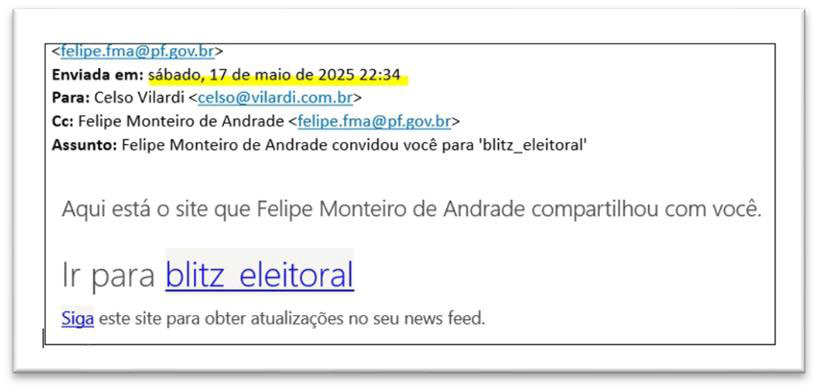 <felipe.fma@pf.gov.br>
Enviada em: sábado, 17 de maio de 2025 22:34
Para: Celso Vilardi <celso@vilardi.com.br>
Cc: Felipe Monteiro de Andrade <felipe.fma@pf.gov.br>
Assunto: Felipe Monteiro de Andrade convidou você para 'blitz_eleitoral'
Aqui está o site que Felipe Monteiro de Andrade compartilhou com você.
Ir para blitz_eleitoral
Siga este site para obter atualizações no seu news feed.